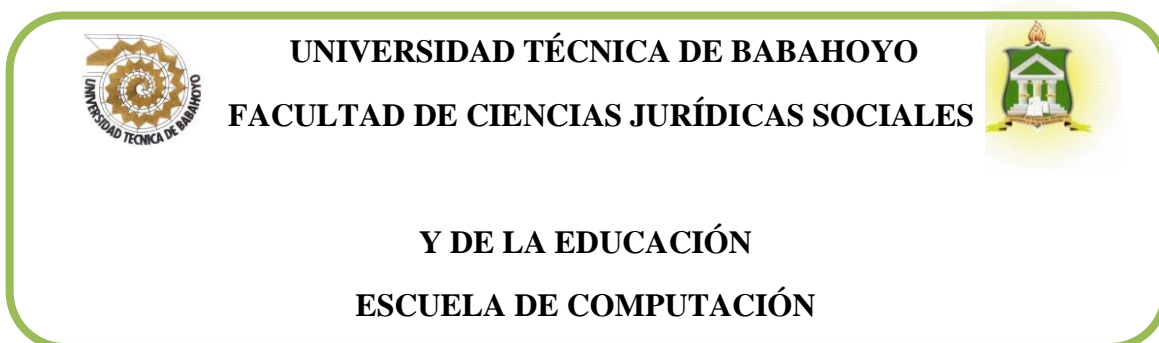 UNIVERSIDAD TÉCNICA DE BABAHOYO
FACULTAD DE CIENCIAS JURÍDICAS SOCIALES
Y DE LA EDUCACIÓN
ESCUELA DE COMPUTACIÓN
UNIVERSIDAD TECNICA DE BABAHOYO